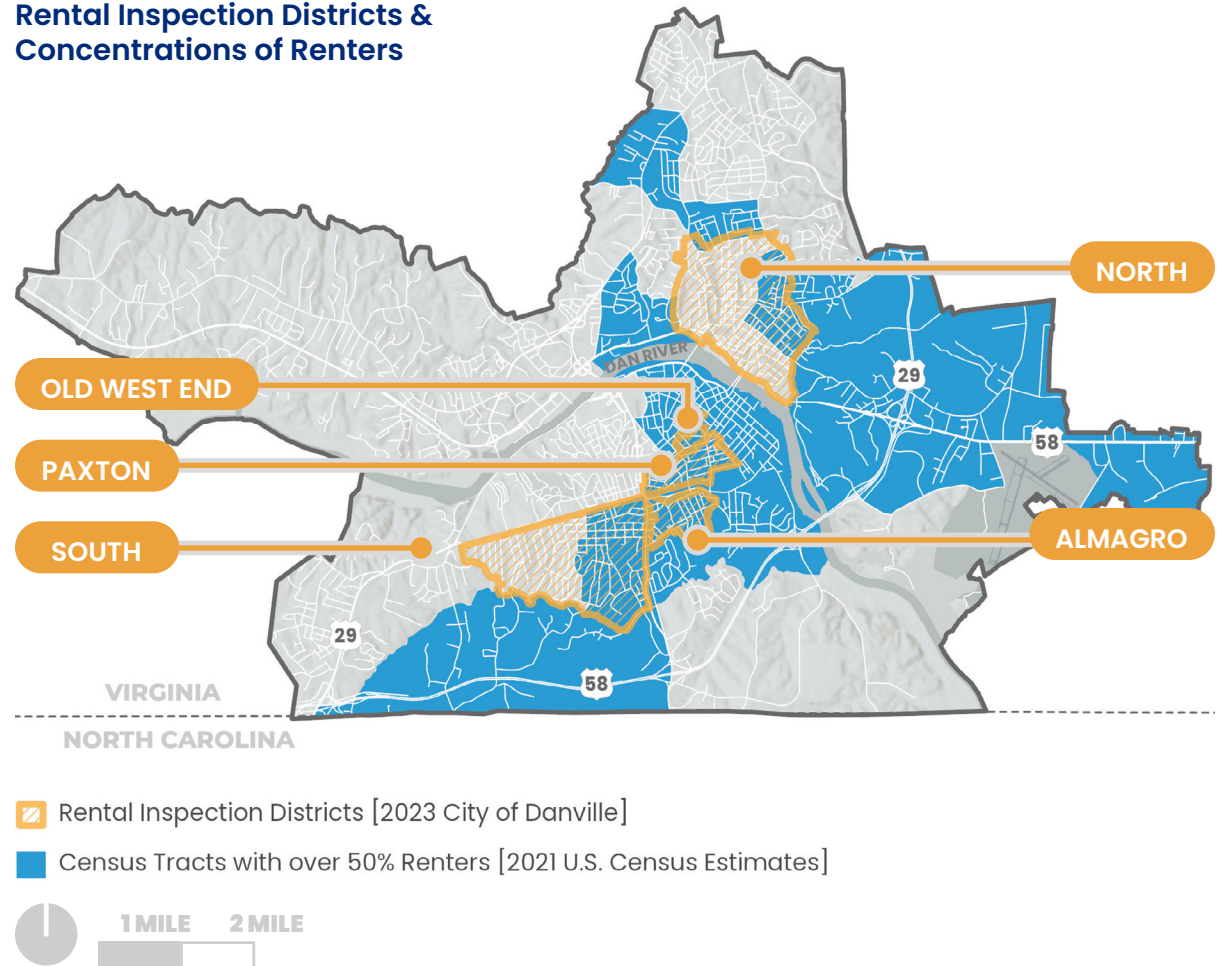 Rental Inspection Districts &
Concentrations of Renters
NORTH
DAN RIVER
29
OLD WEST END
58
PAXTON
ALMAGRO
SOUTH
29
58
VIRGINIA
NORTH CAROLINA
Rental Inspection Districts [2023 City of Danville]
Census Tracts with over 50% Renters [2021 U.S. Census Estimates]
1 MILE 2 MILE